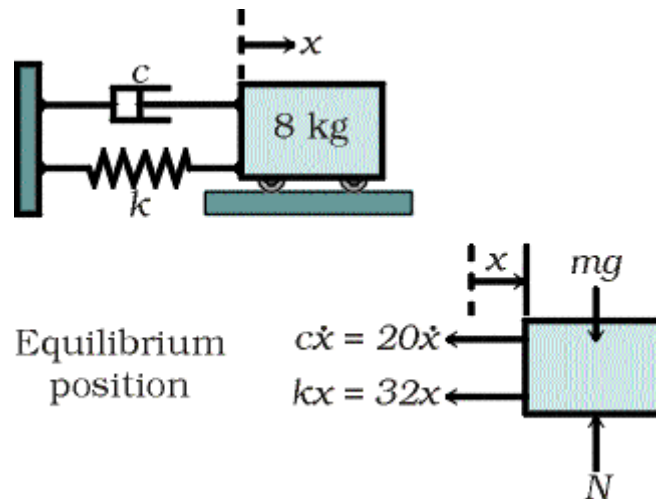 x
c
8 kg
k
x
mg
Equilibrium
position
cẋ = 20ẋ
kx = 32x
N